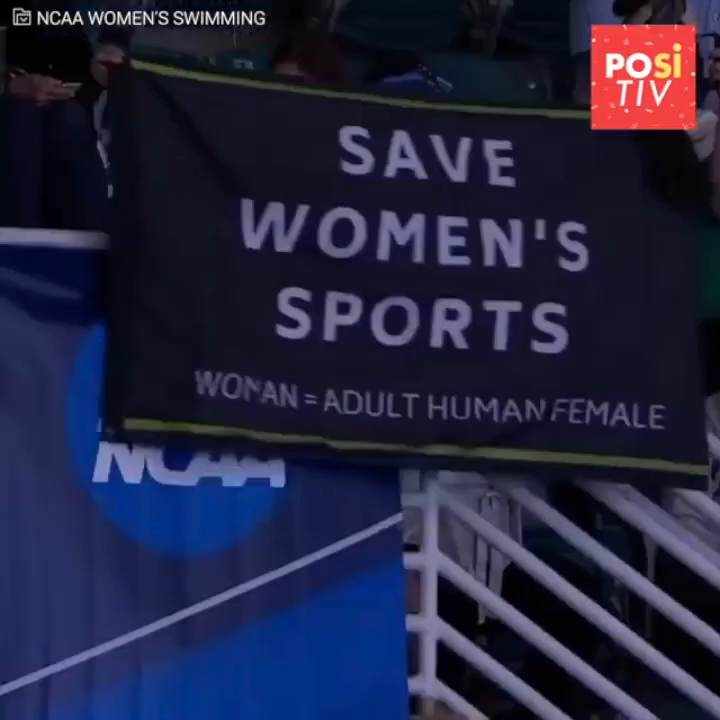 NCAA WOMEN'S SWIMMING
POSi
TIV
SAVE
WOMEN'S
SPORTS
WOMAN = ADULT HUMAN FEMALE
NCAA